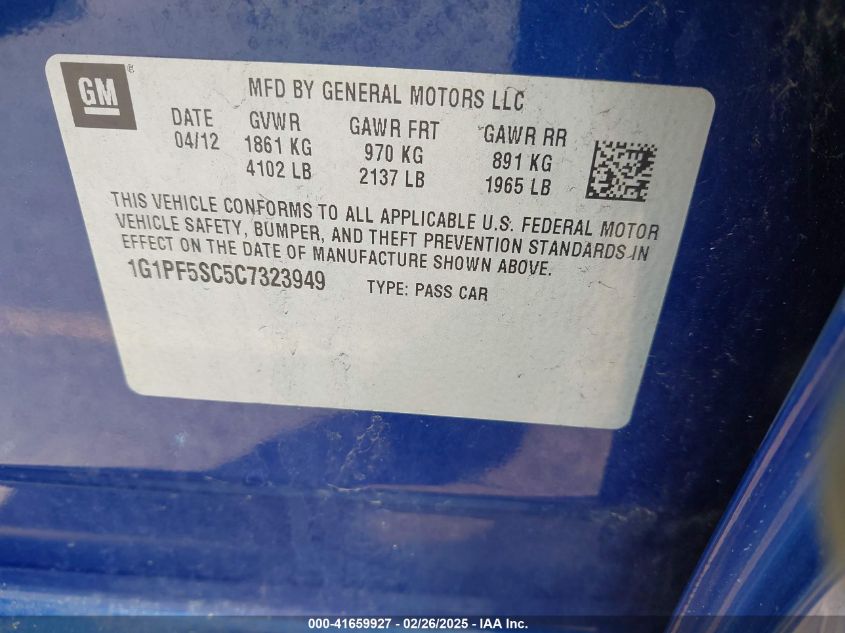 GM®
MFD BY GENERAL MOTORS LLC
DATE GVWR GAWR FRT GAWR RR
04/12 1861 KG 970 KG 891 KG
4102 LB 2137 LB 1965 LB
THIS VEHICLE CONFORMS TO ALL APPLICABLE U.S. FEDERAL MOTOR
VEHICLE SAFETY, BUMPER, AND THEFT PREVENTION STANDARDS IN
EFFECT ON THE DATE OF MANUFACTURE SHOWN ABOVE.
1G1PF5SC5C7323949 TYPE: PASS CAR
000-41659927 - 02/26/2025 - IAA Inc.